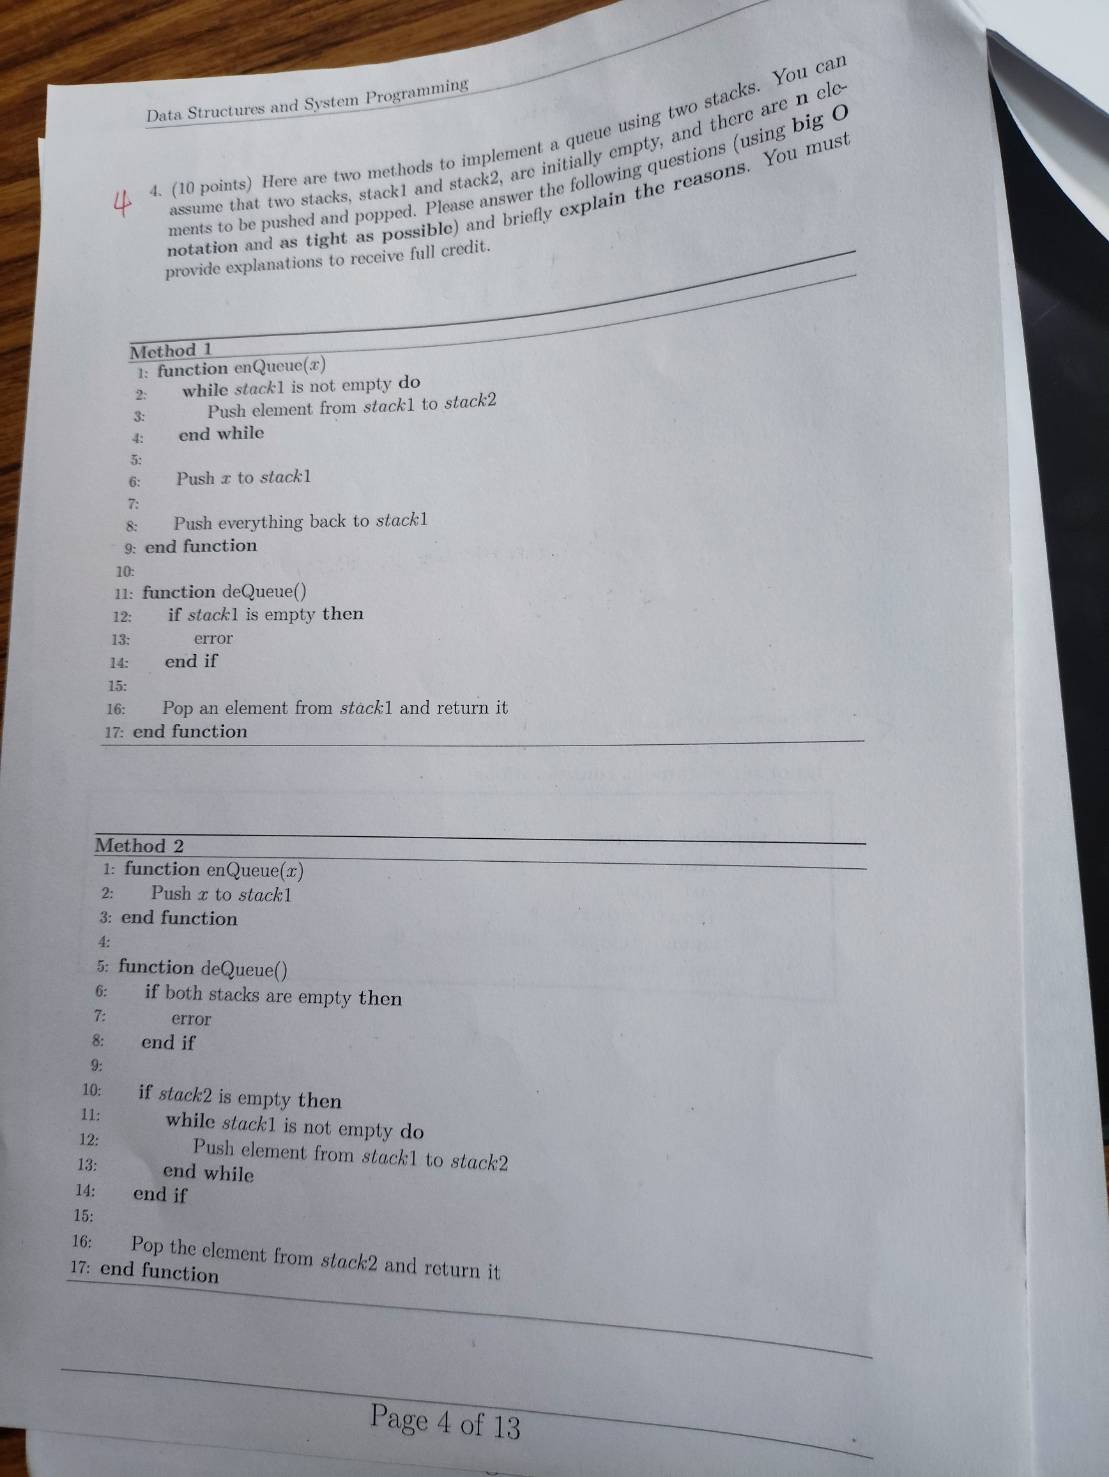 Data Structures and System Programming
4
4. (10 points) Here are two methods to implement a queue using two stacks. You can
assume that two stacks, stack1 and stack2, are initially empty, and there are n ele-
ments to be pushed and popped. Please answer the following questions (using big O
notation and as tight as possible) and briefly explain the reasons. You must
provide explanations to receive full credit.
Method 1
1: function enQueue(x)
2: while stack1 is not empty do
3: Push element from stack1 to stack2
4: end while
5:
6: Push x to stack1
7:
8: Push everything back to stack1
9: end function
10:
11: function deQueue()
12: if stack1 is empty then
13: error
14: end if
15:
16: Pop an element from stack1 and return it
17: end function
Method 2
1: function enQueue(x)
2: Push x to stack1
3: end function
4:
5: function deQueue()
6: if both stacks are empty then
7: error
8: end if
9:
10: if stack2 is empty then
11: while stack1 is not empty do
12: Push element from stack1 to stack2
13: end while
14: end if
15:
16: Pop the element from stack2 and return it
17: end function
Page 4 of 13